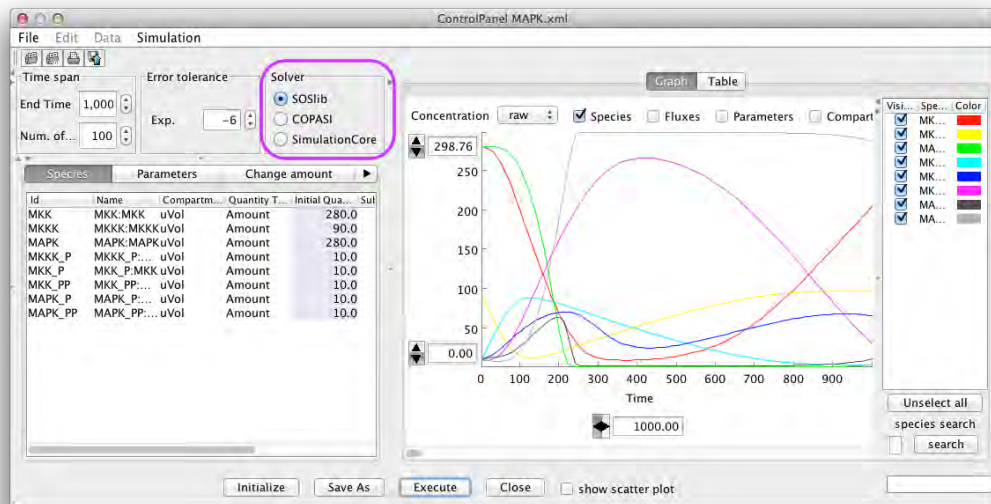 ControlPanel MAPK.xml
File Edit Data Simulation
Time span
End Time 1,000
Num. of... 100
Error tolerance
Exp. -6
Solver
SOSlib
COPASI
SimulationCore
Species Parameters Change amount
Id Name Compartm... Quantity T... Initial Qua... Sul
MKK MKK:MKK uVol Amount 280.0
MKKK MKKK:MKKK uVol Amount 90.0
MAPK MAPK:MAPK uVol Amount 280.0
MKKK_P MKKK_P:... uVol Amount 10.0
MKK_P MKK_P:MKK uVol Amount 10.0
MKK_PP MKK_PP:... uVol Amount 10.0
MAPK_P MAPK_P:... uVol Amount 10.0
MAPK_PP MAPK_PP:... uVol Amount 10.0
Graph Table
Concentration raw Species Fluxes Parameters Compart
298.76
250
200
150
100
50
0.00
0 100 200 300 400 500 600 700 800 900
Time
1000.00
Visi... Spe... Color
MK...
MK...
MA...
MK...
MK...
MK...
MA...
MA...
Unselect all
species search
search
Initialize Save As Execute Close show scatter plot